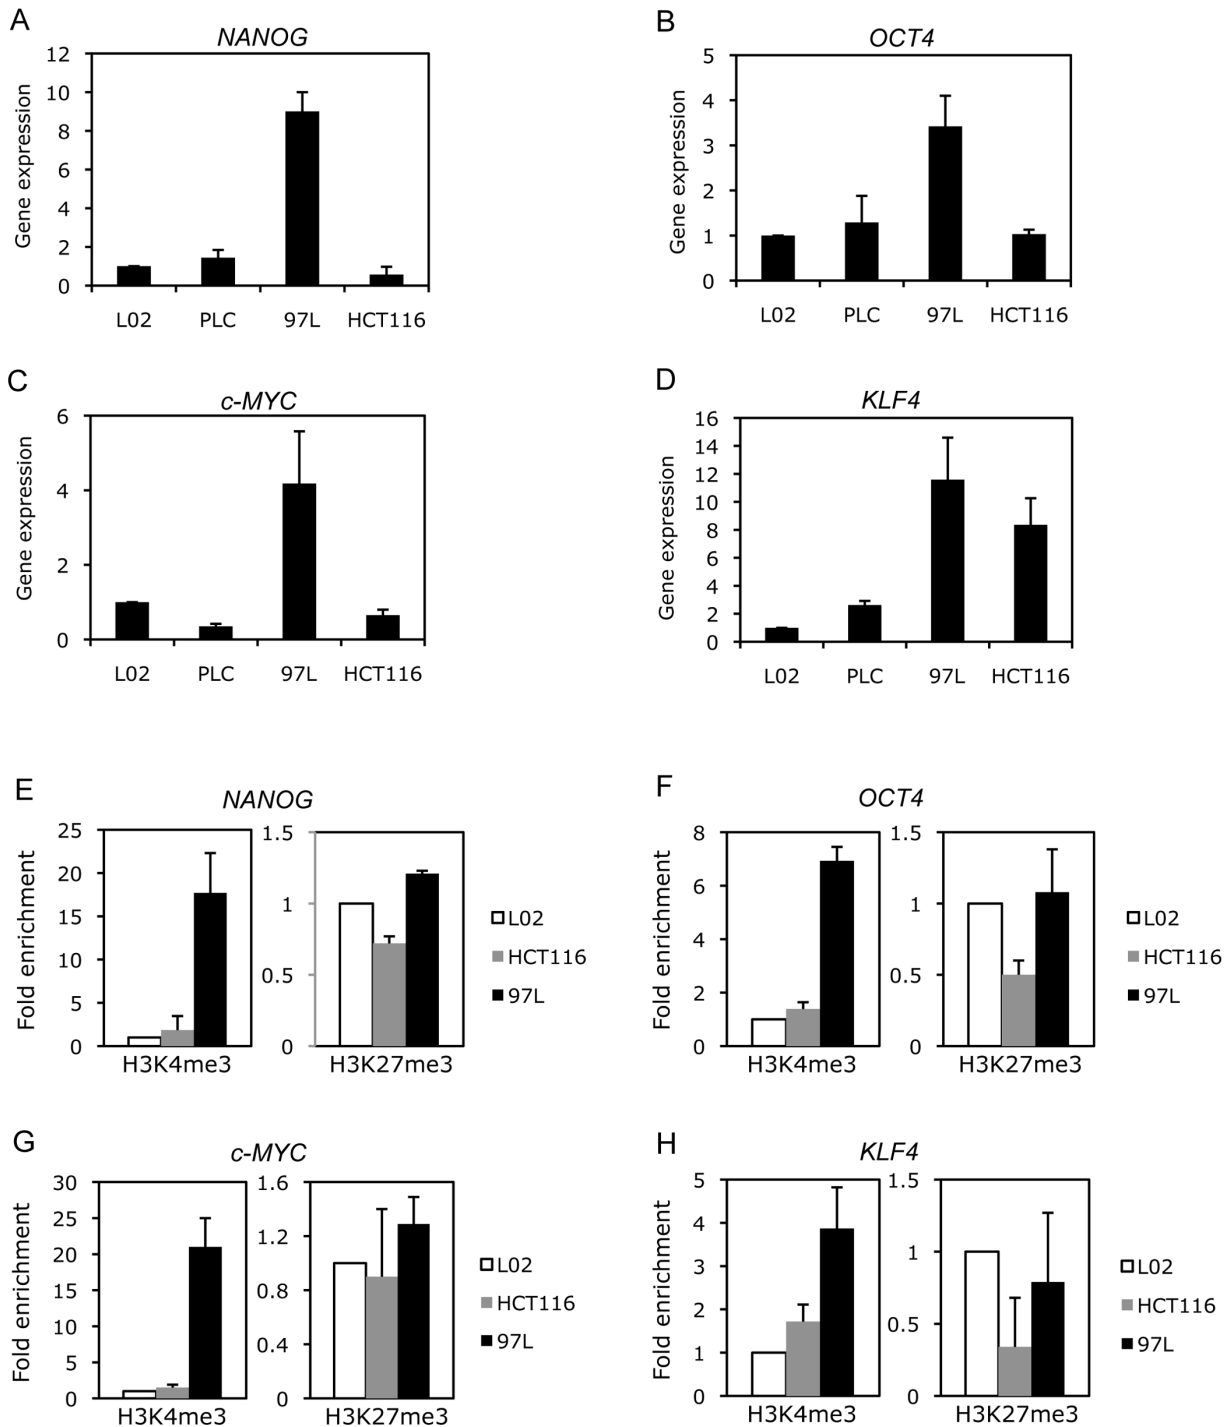 A
NANOG
Gene expression
12
10
8
6
4
2
0
L02 PLC 97L HCT116
B
OCT4
Gene expression
5
4
3
2
1
0
L02 PLC 97L HCT116
C
c-MYC
Gene expression
6
4
2
0
L02 PLC 97L HCT116
D
KLF4
Gene expression
16
14
12
10
8
6
4
2
0
L02 PLC 97L HCT116
E
NANOG
Fold enrichment
25
20
15
10
5
0
H3K4me3
1.5
1
0.5
0
H3K27me3
L02
HCT116
97L
F
OCT4
Fold enrichment
8
6
4
2
0
H3K4me3
1.5
1
0.5
0
H3K27me3
L02
HCT116
97L
G
c-MYC
Fold enrichment
30
25
20
15
10
5
0
H3K4me3
1.6
1.2
0.8
0.4
0
H3K27me3
L02
HCT116
97L
H
KLF4
Fold enrichment
5
4
3
2
1
0
H3K4me3
1.5
1
0.5
0
H3K27me3
L02
HCT116
97L